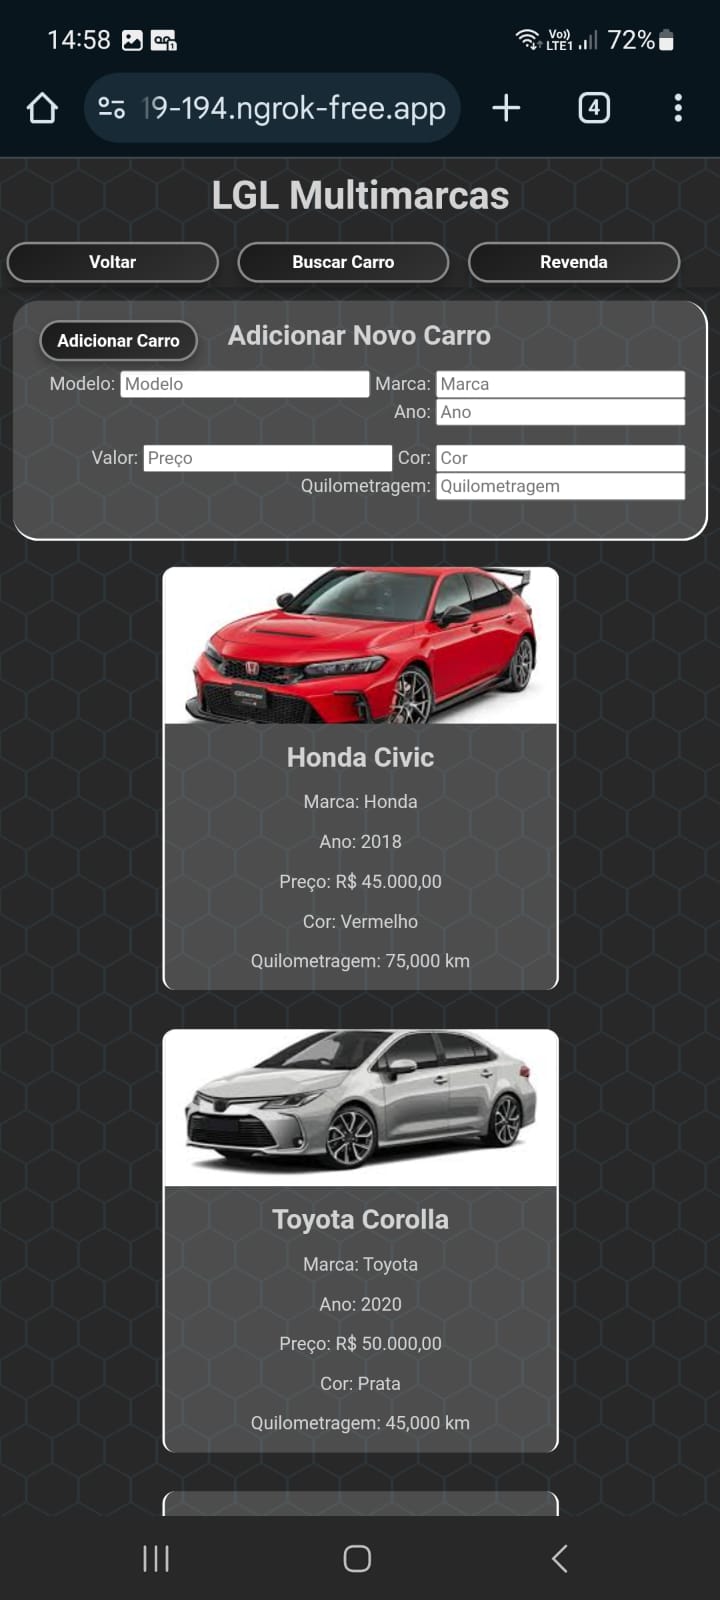 14:58
Vo))
LTE1
72%
19-194.ngrok-free.app
4
LGL Multimarcas
Voltar
Buscar Carro
Revenda
Adicionar Carro
Adicionar Novo Carro
Modelo: Modelo
Marca: Marca
Ano: Ano
Valor: Preço
Cor: Cor
Quilometragem: Quilometragem
Honda Civic
Marca: Honda
Ano: 2018
Preço: R$ 45.000,00
Cor: Vermelho
Quilometragem: 75,000 km
Toyota Corolla
Marca: Toyota
Ano: 2020
Preço: R$ 50.000,00
Cor: Prata
Quilometragem: 45,000 km